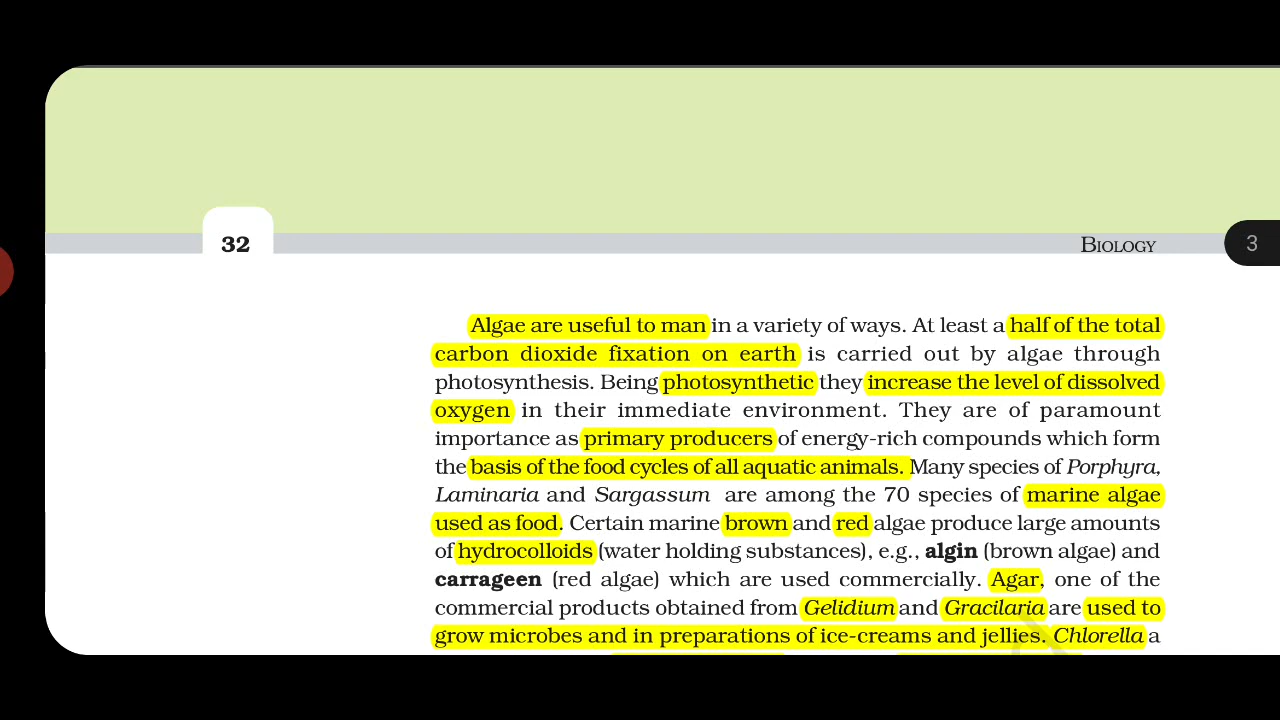 32
BIOLOGY
3
Algae are useful to man in a variety of ways. At least a half of the total
carbon dioxide fixation on earth is carried out by algae through
photosynthesis. Being photosynthetic they increase the level of dissolved
oxygen in their immediate environment. They are of paramount
importance as primary producers of energy-rich compounds which form
the basis of the food cycles of all aquatic animals. Many species of Porphyra,
Laminaria and Sargassum are among the 70 species of marine algae
used as food. Certain marine brown and red algae produce large amounts
of hydrocolloids (water holding substances), e.g., algin (brown algae) and
carrageen (red algae) which are used commercially. Agar, one of the
commercial products obtained from Gelidium and Gracilaria are used to
grow microbes and in preparations of ice-creams and jellies. Chlorella a